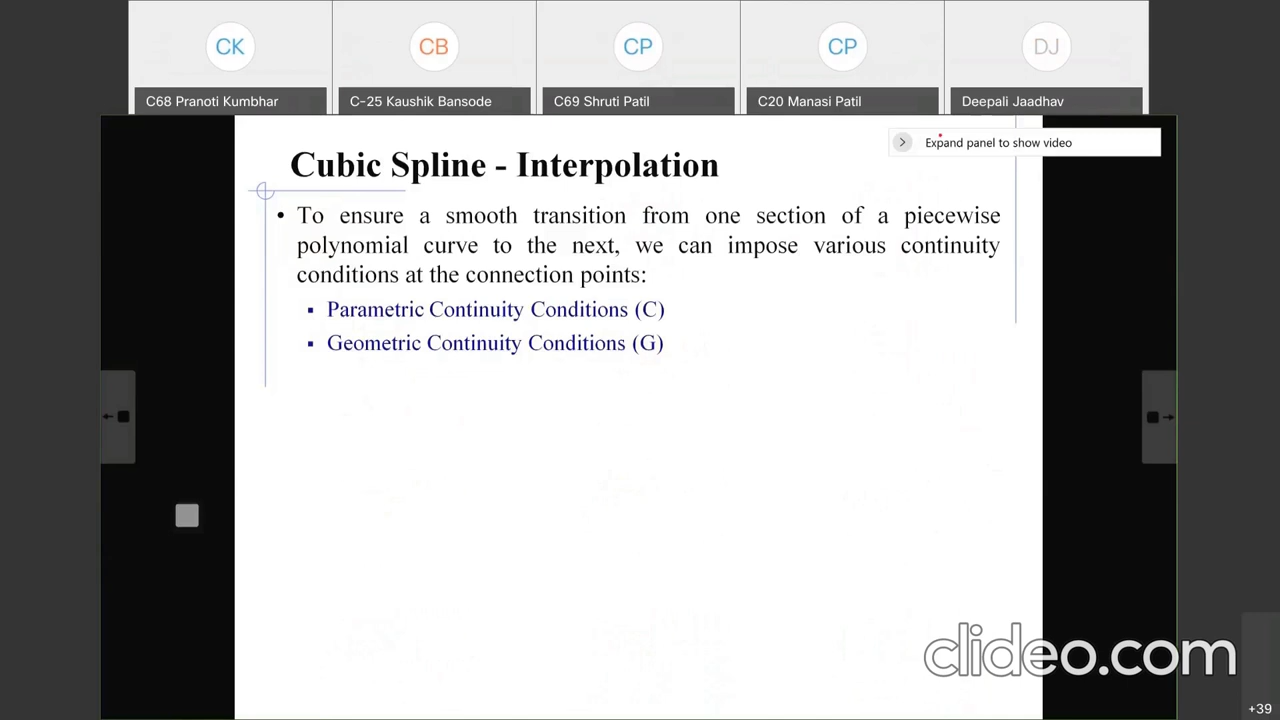 CK
CB
CP
CP
DJ
C68 Pranoti Kumbhar
C-25 Kaushik Bansode
C69 Shruti Patil
C20 Manasi Patil
Deepali Jaadhav
Expand panel to show video
Cubic Spline - Interpolation
• To ensure a smooth transition from one section of a piecewise
polynomial curve to the next, we can impose various continuity
conditions at the connection points:
▪ Parametric Continuity Conditions (C)
▪ Geometric Continuity Conditions (G)
clideo.com
+39